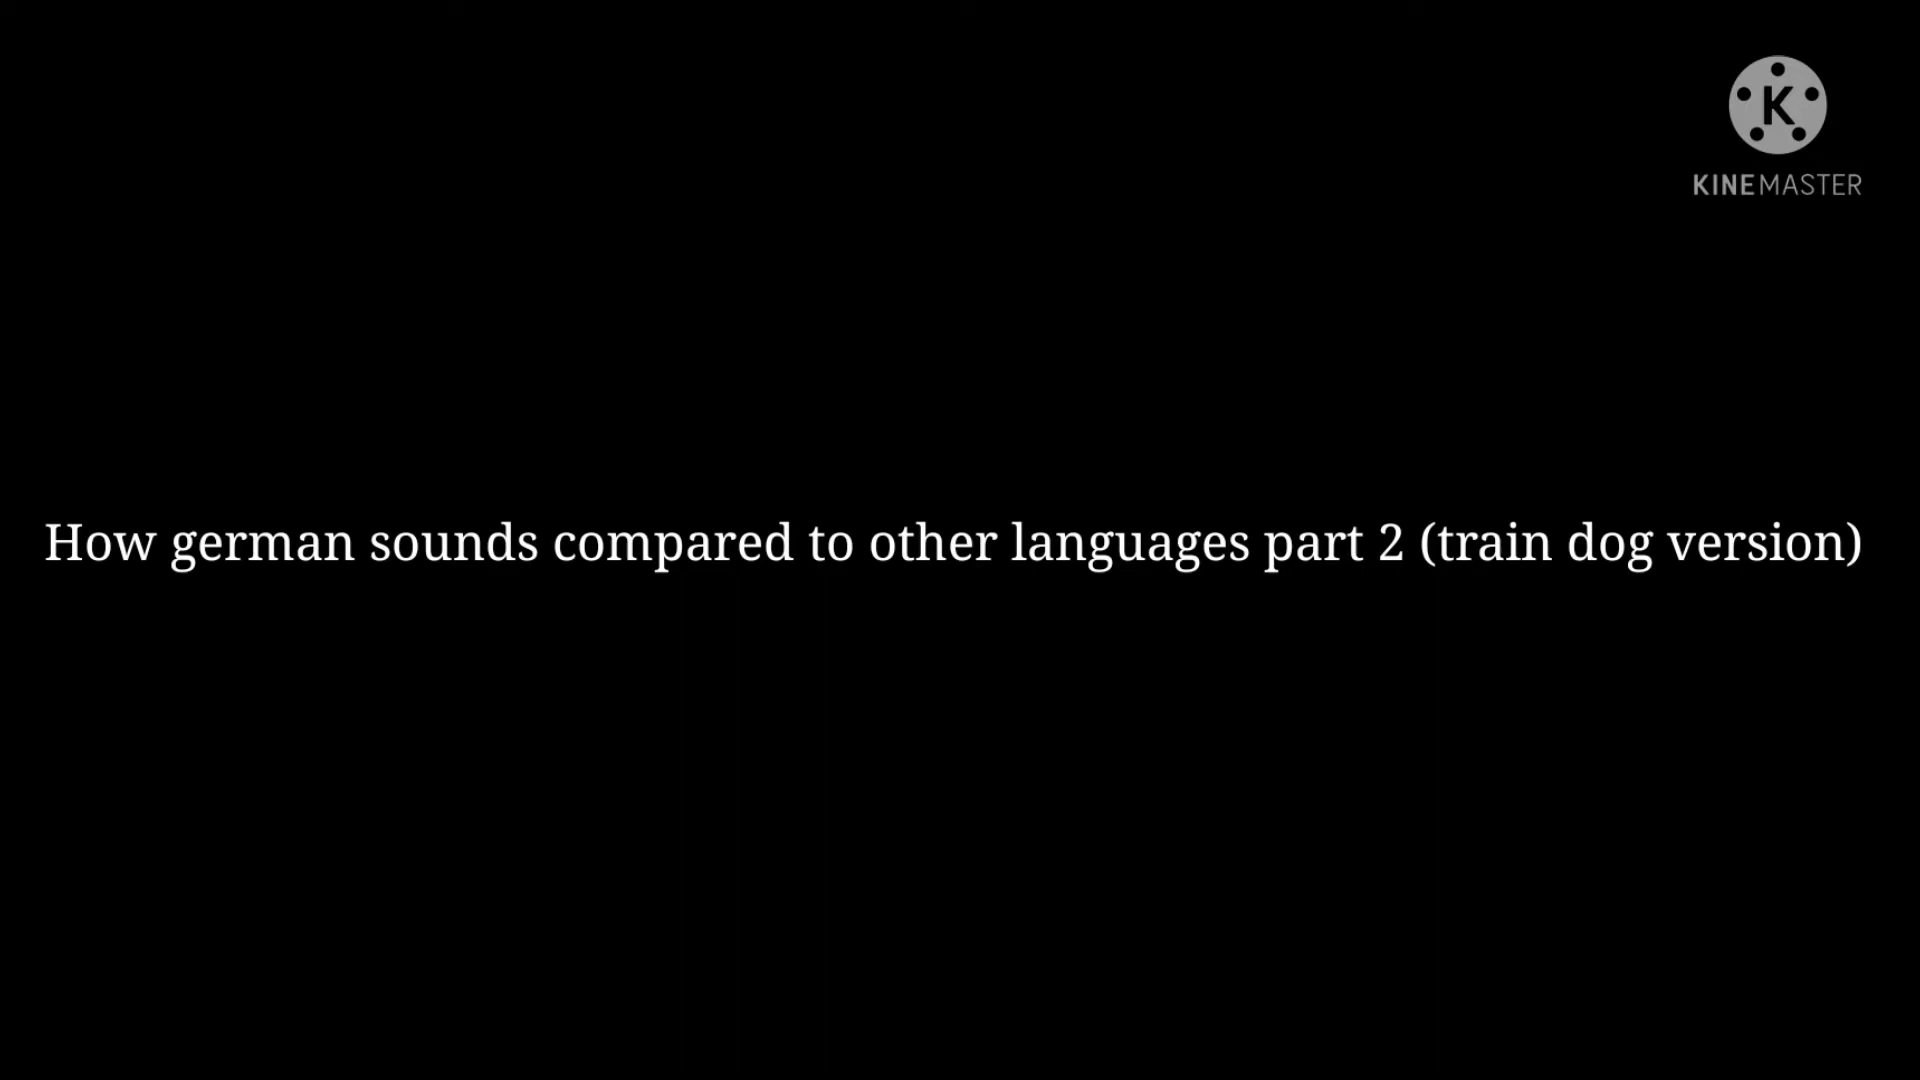 K
KINEMASTER
How german sounds compared to other languages part 2 (train dog version)